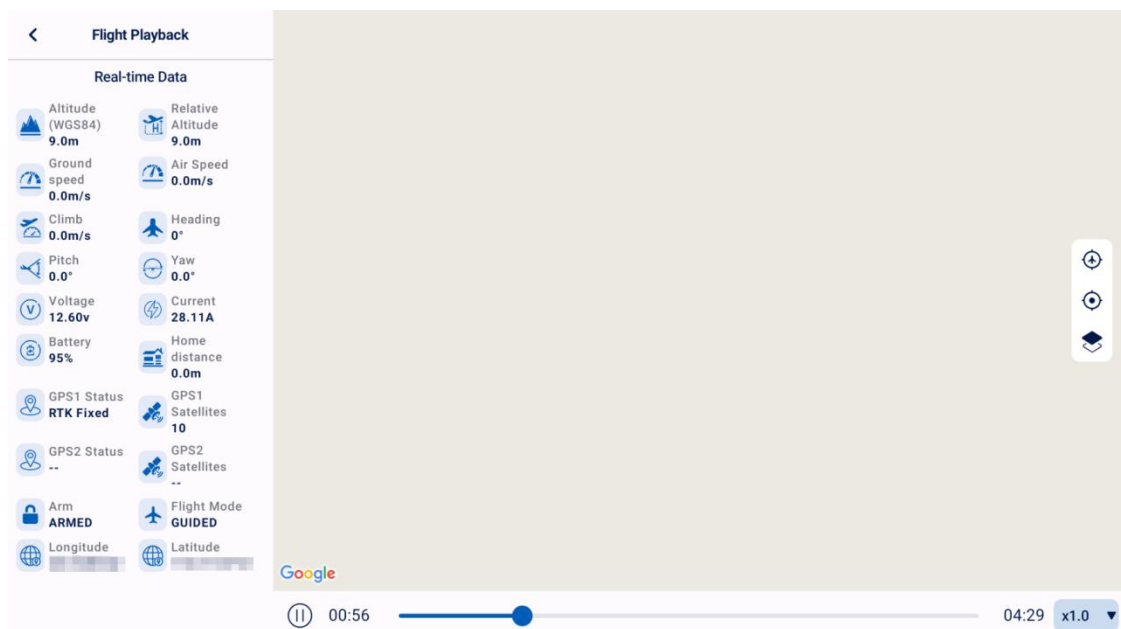 Flight Playback
Real-time Data
Altitude
(WGS84)
9.0m
Relative
Altitude
9.0m
Ground
speed
0.0m/s
Air Speed
0.0m/s
Climb
0.0m/s
Heading
0°
Pitch
0.0°
Yaw
0.0°
Voltage
12.60v
Current
28.11A
Battery
95%
Home
distance
0.0m
GPS1 Status
RTK Fixed
GPS1
Satellites
10
GPS2 Status
--
GPS2
Satellites
--
Arm
ARMED
Flight Mode
GUIDED
Longitude
Latitude
Google
00:56
04:29
x1.0